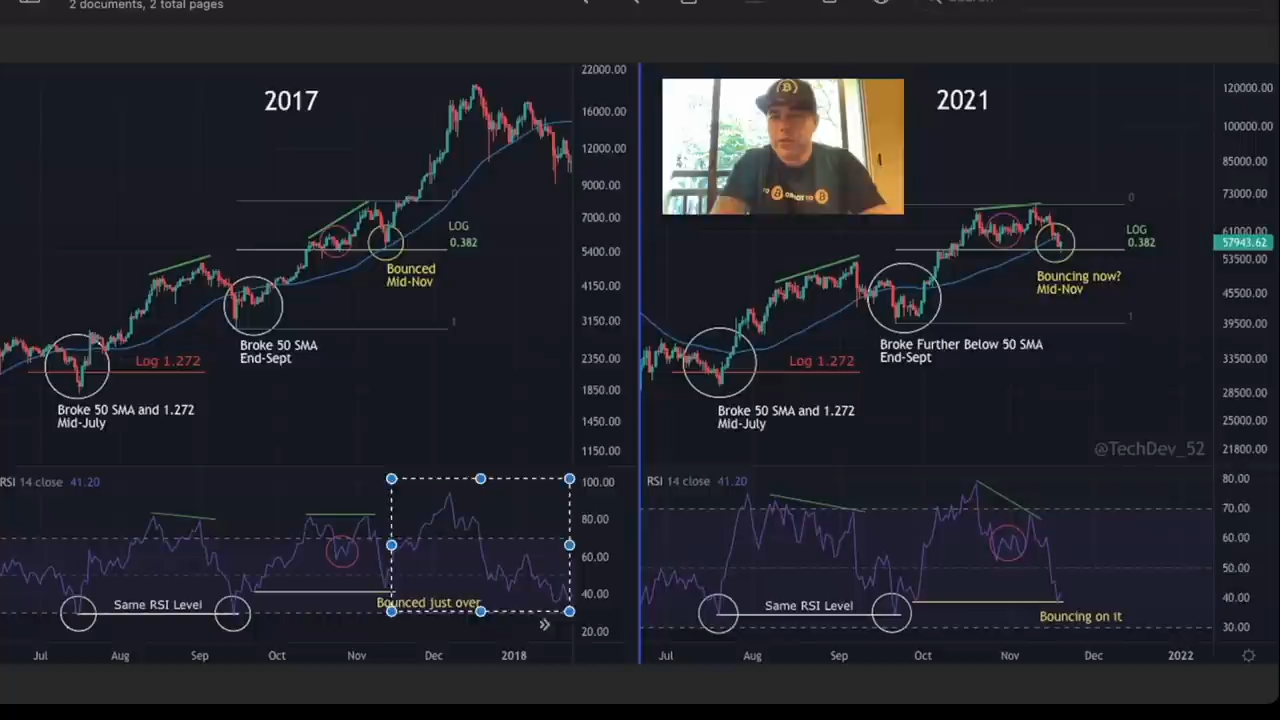 2 documents, 2 total pages
2017
22000.00
16000.00
12000.00
9000.00
7000.00
5400.00
4150.00
3150.00
2350.00
1850.00
1450.00
1150.00
0
LOG
0.382
1
Bounced
Mid-Nov
Broke 50 SMA
End-Sept
Log 1.272
Broke 50 SMA and 1.272
Mid-July
RSI 14 close 41.20
100.00
80.00
60.00
40.00
20.00
Same RSI Level
Bounced just over
Jul Aug Sep Oct Nov Dec 2018
2021
120000.00
100000.00
85000.00
73000.00
61000.00
57943.62
53500.00
45500.00
39500.00
33500.00
28500.00
25000.00
21800.00
0
LOG
0.382
1
Bouncing now?
Mid-Nov
Broke Further Below 50 SMA
End-Sept
Log 1.272
Broke 50 SMA and 1.272
Mid-July
@TechDev_52
RSI 14 close 41.20
80.00
70.00
60.00
50.00
40.00
30.00
Same RSI Level
Bouncing on it
Jul Aug Sep Oct Nov Dec 2022